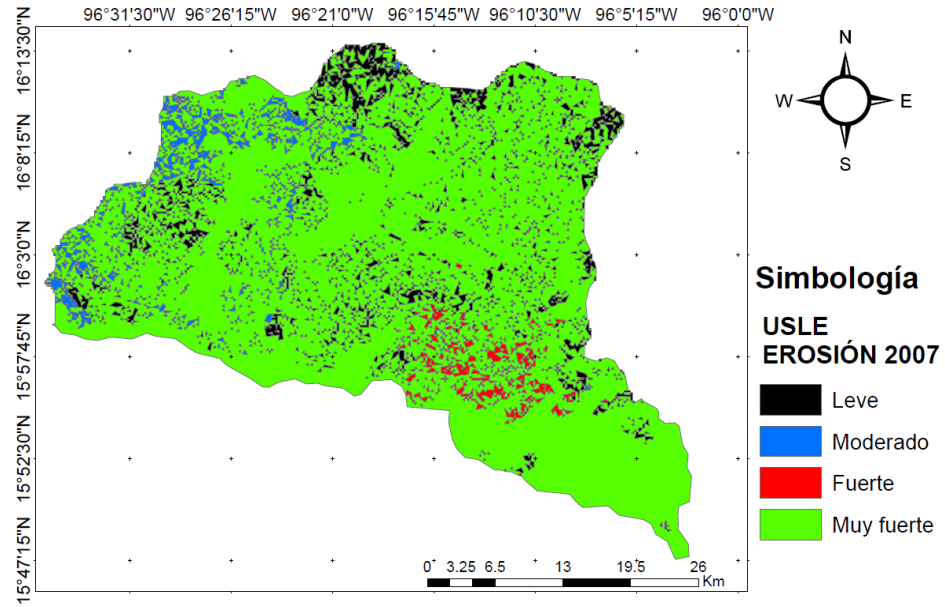 96°31'30"W 96°26'15"W 96°21'0"W 96°15'45"W 96°10'30"W 96°5'15"W 96°0'0"W
16°13'30"N
16°8'15"N
16°3'0"N
15°57'45"N
15°52'30"N
15°47'15"N
N
W E
S
Simbología
USLE
EROSIÓN 2007
Leve
Moderado
Fuerte
Muy fuerte
0 3.25 6.5 13 19.5 26
Km